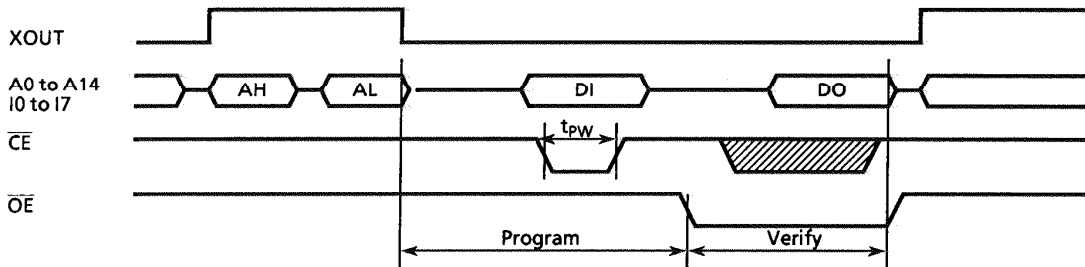 XOUT
A0 to A14
I0 to I7
AH
AL
DI
DO
CE
tPW
OE
Program
Verify